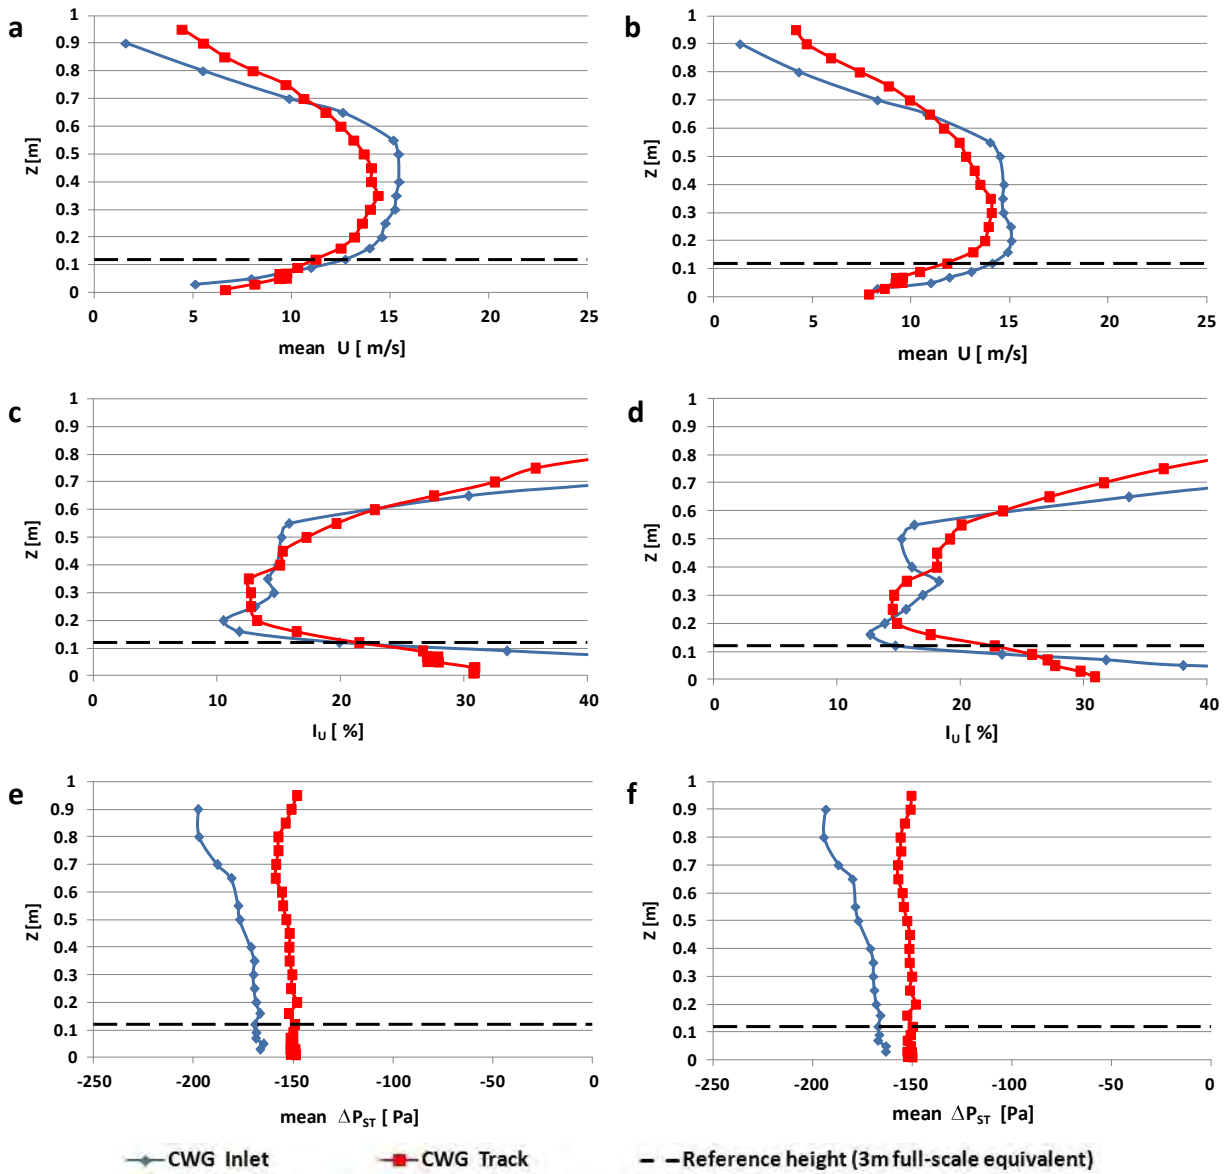 a
1
0.9
0.8
0.7
0.6
0.5
0.4
0.3
0.2
0.1
0
Z [m]
0 5 10 15 20 25
mean U [ m/s]
b
1
0.9
0.8
0.7
0.6
0.5
0.4
0.3
0.2
0.1
0
Z [m]
0 5 10 15 20 25
mean U [ m/s]
c
1
0.9
0.8
0.7
0.6
0.5
0.4
0.3
0.2
0.1
0
Z [m]
0 10 20 30 40
I_U [ %]
d
1
0.9
0.8
0.7
0.6
0.5
0.4
0.3
0.2
0.1
0
Z [m]
0 10 20 30 40
I_U [ %]
e
1
0.9
0.8
0.7
0.6
0.5
0.4
0.3
0.2
0.1
0
Z [m]
-250 -200 -150 -100 -50 0
mean ΔP_ST [ Pa]
f
1
0.9
0.8
0.7
0.6
0.5
0.4
0.3
0.2
0.1
0
Z [m]
-250 -200 -150 -100 -50 0
mean ΔP_ST [Pa]
CWG Inlet CWG Track Reference height (3m full-scale equivalent)